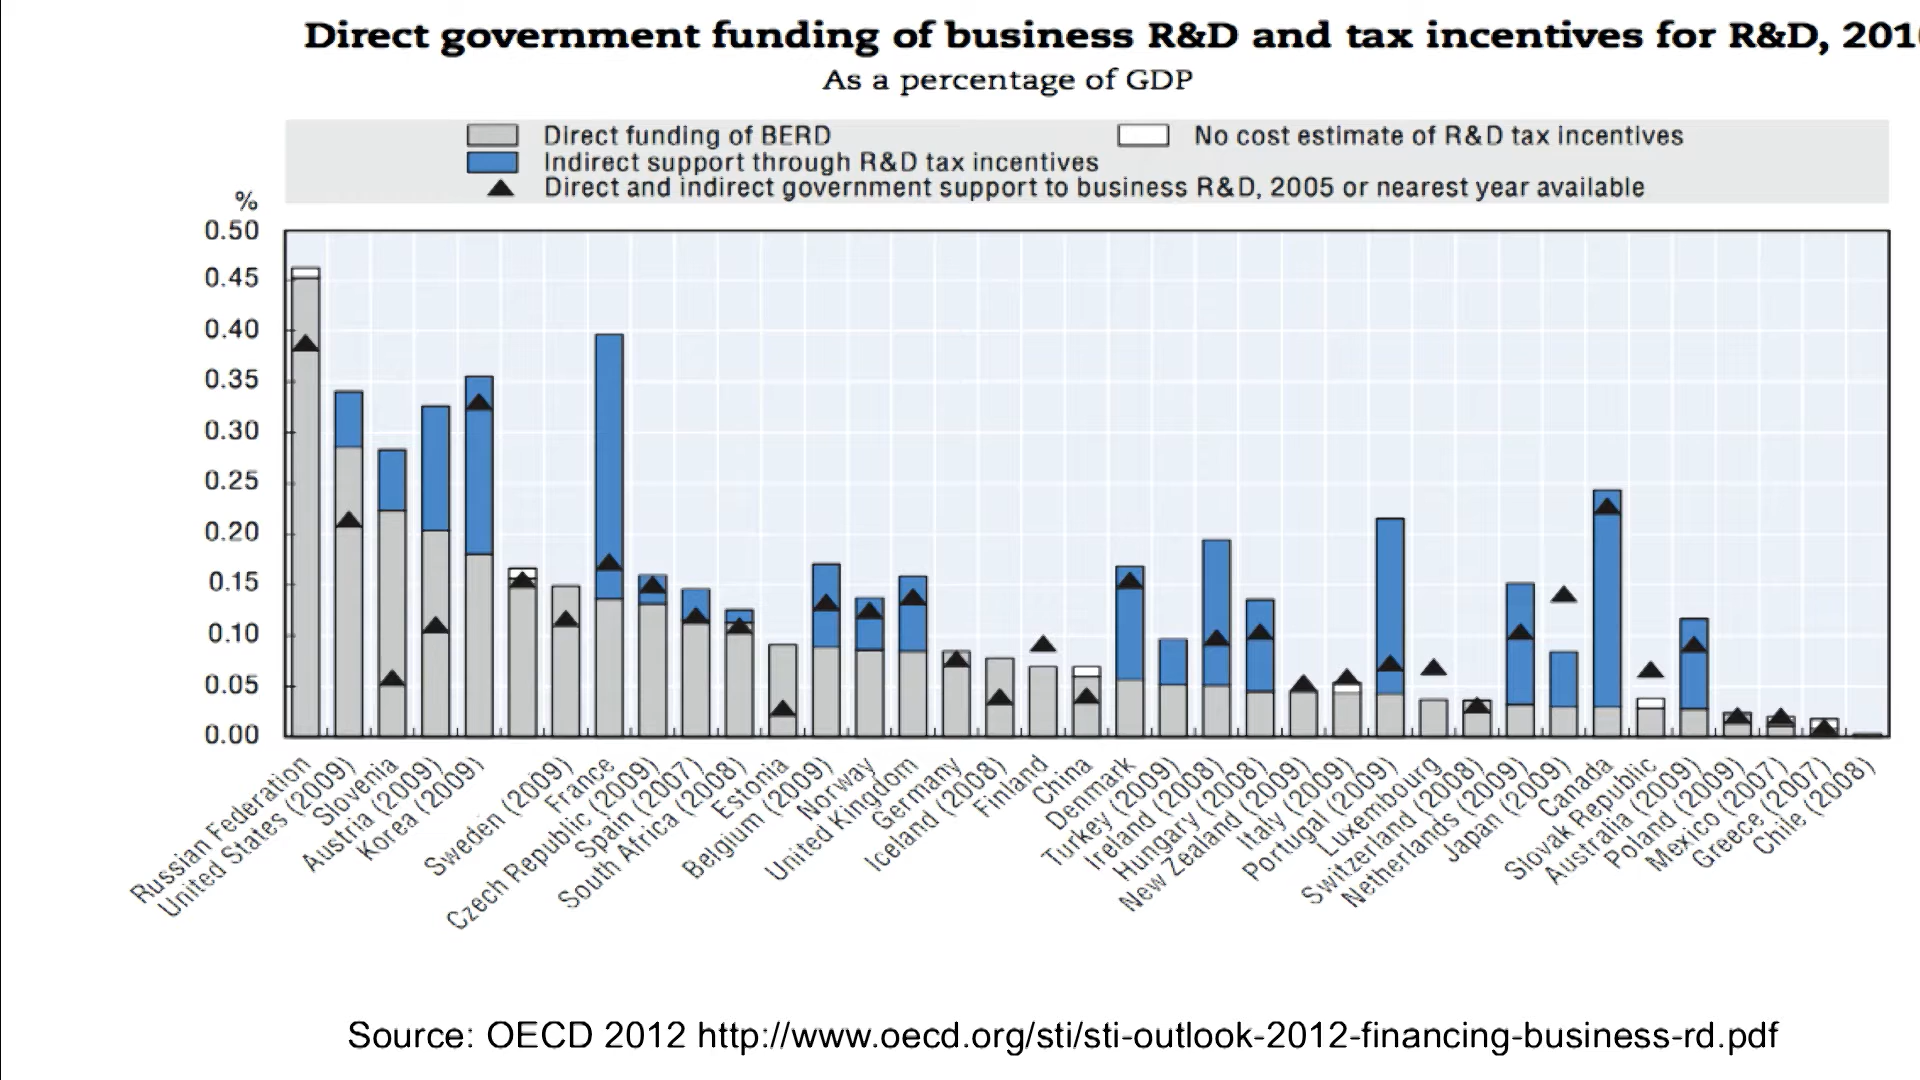 Direct government funding of business R&D and tax incentives for R&D, 201
As a percentage of GDP
Direct funding of BERD
No cost estimate of R&D tax incentives
Indirect support through R&D tax incentives
Direct and indirect government support to business R&D, 2005 or nearest year available
%
0.50
0.45
0.40
0.35
0.30
0.25
0.20
0.15
0.10
0.05
0.00
Russian Federation
United States (2009)
Slovenia
Austria (2009)
Korea (2009)
Sweden (2009)
France
Czech Republic (2009)
Spain (2007)
South Africa (2008)
Estonia
Belgium (2009)
Norway
United Kingdom
Germany
Iceland (2008)
Finland
China
Denmark
Turkey (2009)
Ireland (2008)
Hungary (2008)
New Zealand (2009)
Italy (2009)
Portugal (2009)
Luxembourg
Switzerland (2008)
Netherlands (2009)
Japan (2009)
Canada
Slovak Republic
Australia (2009)
Poland (2009)
Mexico (2007)
Greece (2007)
Chile (2008)
Source: OECD 2012 http://www.oecd.org/sti/sti-outlook-2012-financing-business-rd.pdf